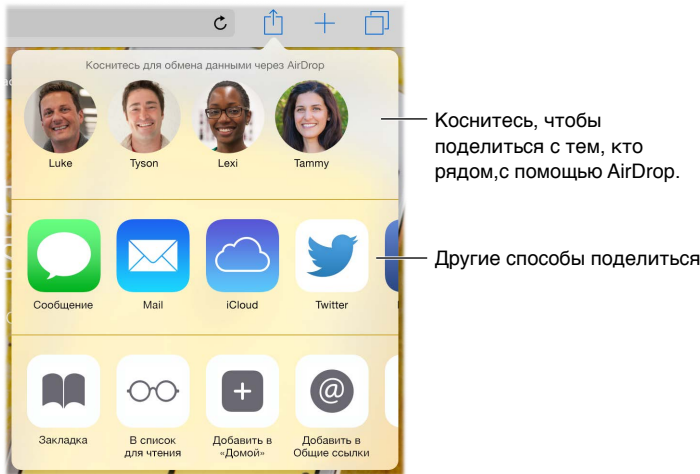 Коснитесь для обмена данными через AirDrop
Luke
Tyson
Lexi
Tammy
Коснитесь, чтобы
поделиться с тем, кто
рядом,с помощью AirDrop.
Другие способы поделиться
Сообщение
Mail
iCloud
Twitter
Закладка
В список
для чтения
Добавить в
«Домой»
Добавить в
Общие ссылки